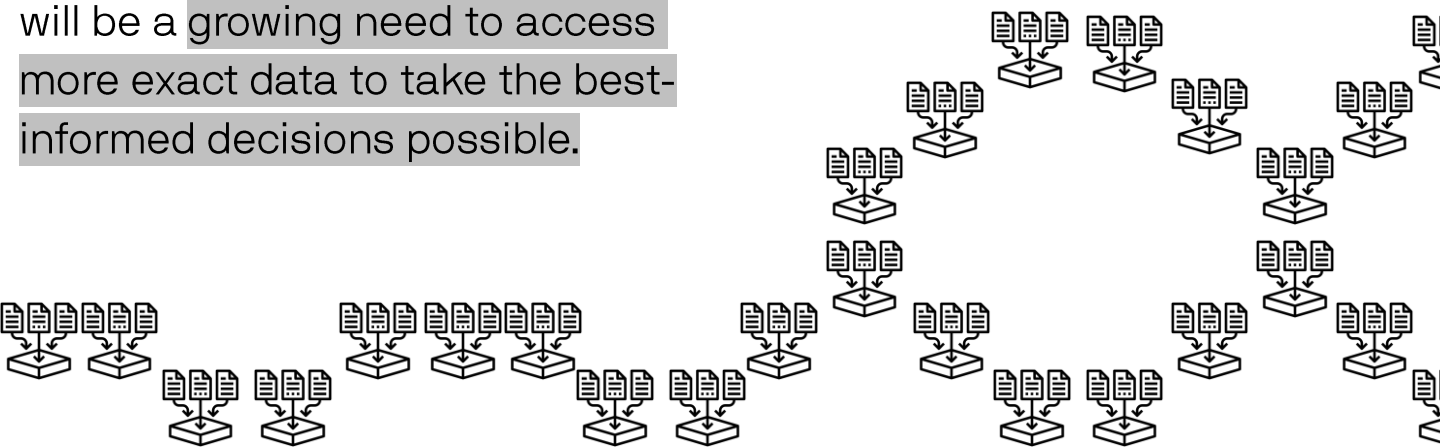 will be a growing need to access
more exact data to take the best-
informed decisions possible.